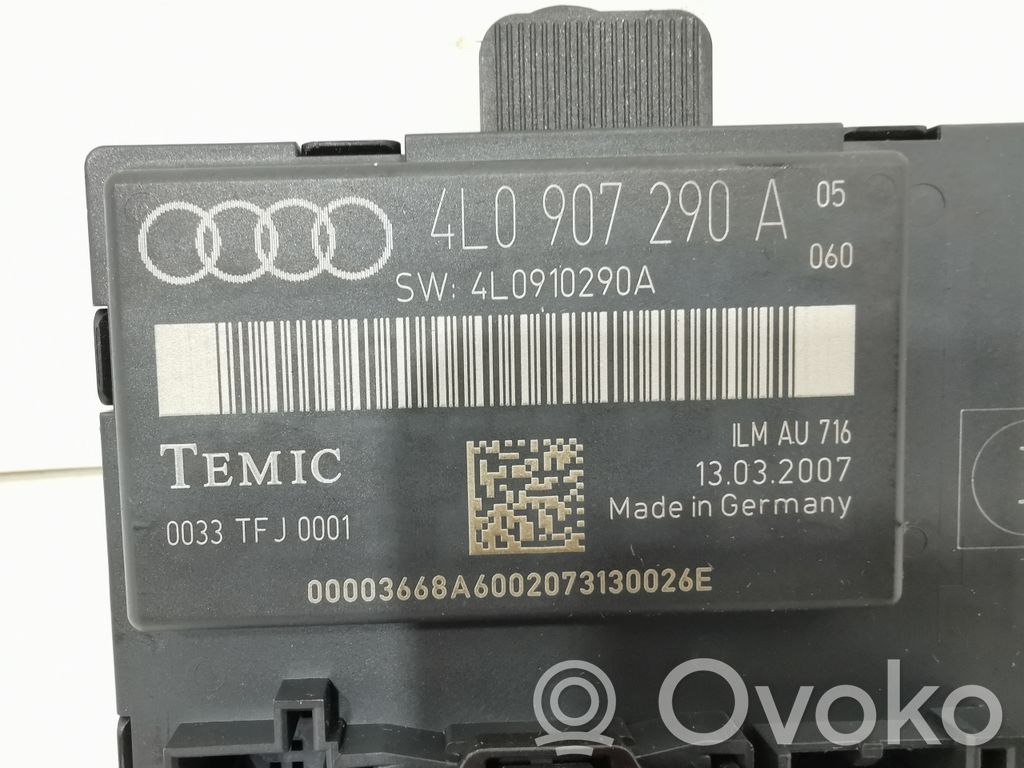 4L0 907 290 A 05
060
SW: 4L0910290A
TEMIC
ILM AU 716
13.03.2007
Made in Germany
0033 TFJ 0001
00003668A6002073130026E
R Ovoko